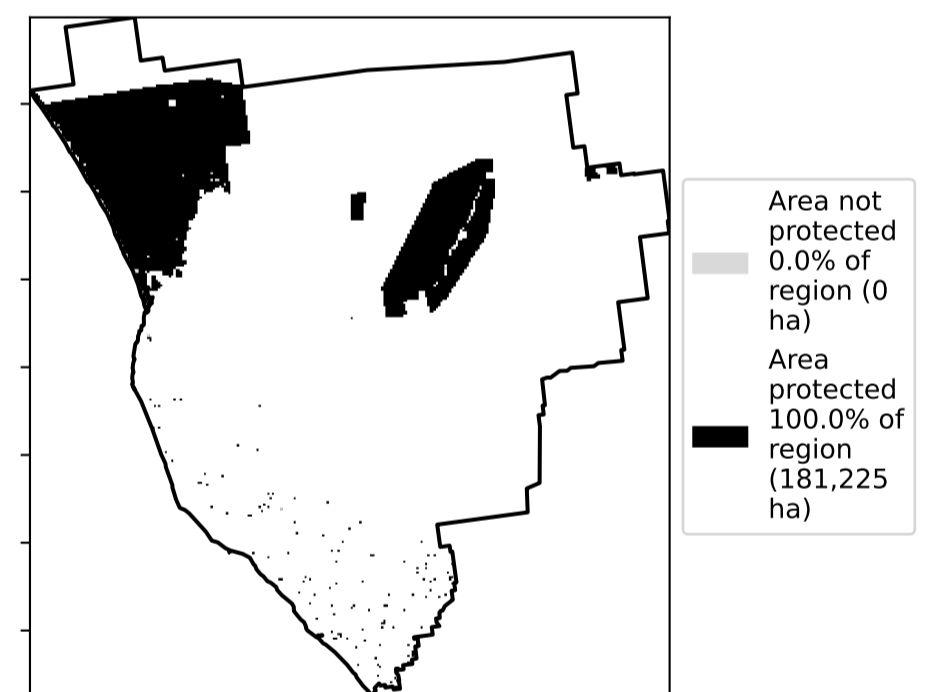 Area not
protected
0.0% of
region (0
ha)
Area
protected
100.0% of
region
(181,225
ha)